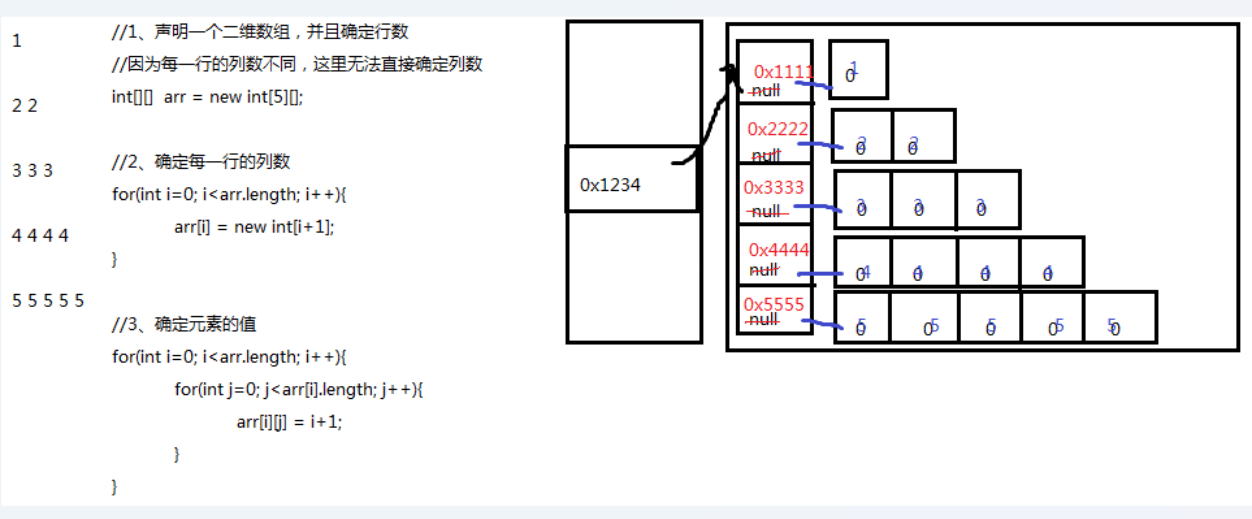 1
2 2
3 3 3
4 4 4 4
5 5 5 5 5
//1、声明一个二维数组，并且确定行数
//因为每一行的列数不同，这里无法直接确定列数
int[][] arr = new int[5][];
//2、确定每一行的列数
for(int i=0; i<arr.length; i++){
arr[i] = new int[i+1];
}
//3、确定元素的值
for(int i=0; i<arr.length; i++){
for(int j=0; j<arr[i].length; j++){
arr[i][j] = i+1;
}
}
0x1234
0x1111
null
0 1
0x2222
null
0 2 0 2
0x3333
null
0 3 0 3 0 3
0x4444
null
0 4 0 4 0 4 0 4
0x5555
null
0 5 0 5 0 5 0 5 0 5